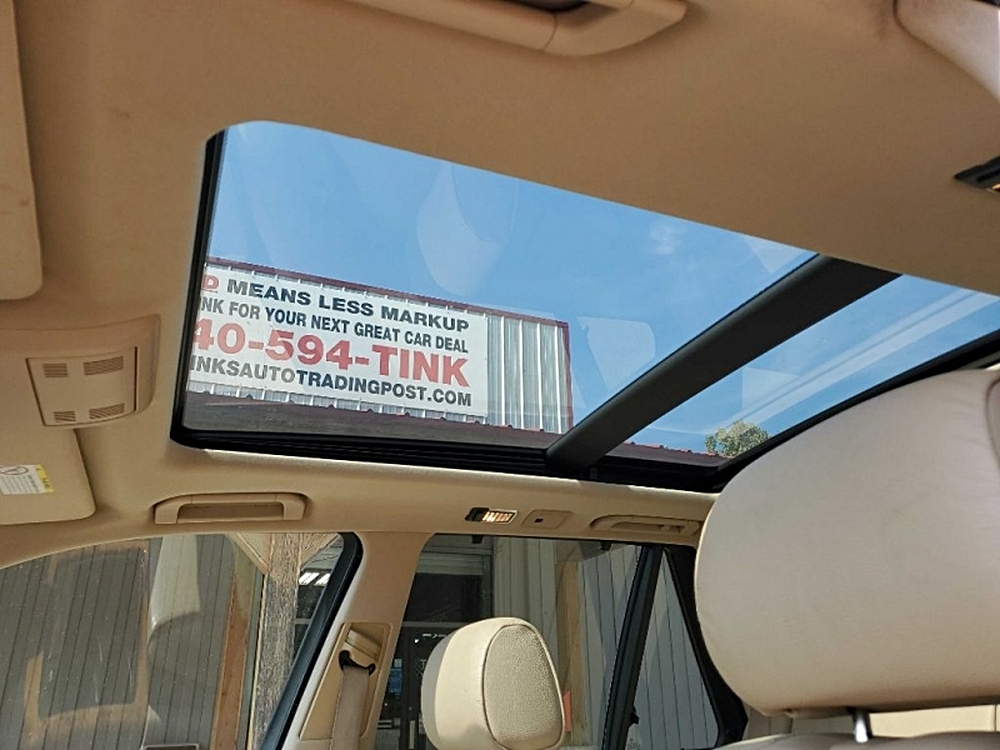 D MEANS LESS MARKUP
NK FOR YOUR NEXT GREAT CAR DEAL
40-594-TINK
INKSAUTOTRADINGPOST.COM